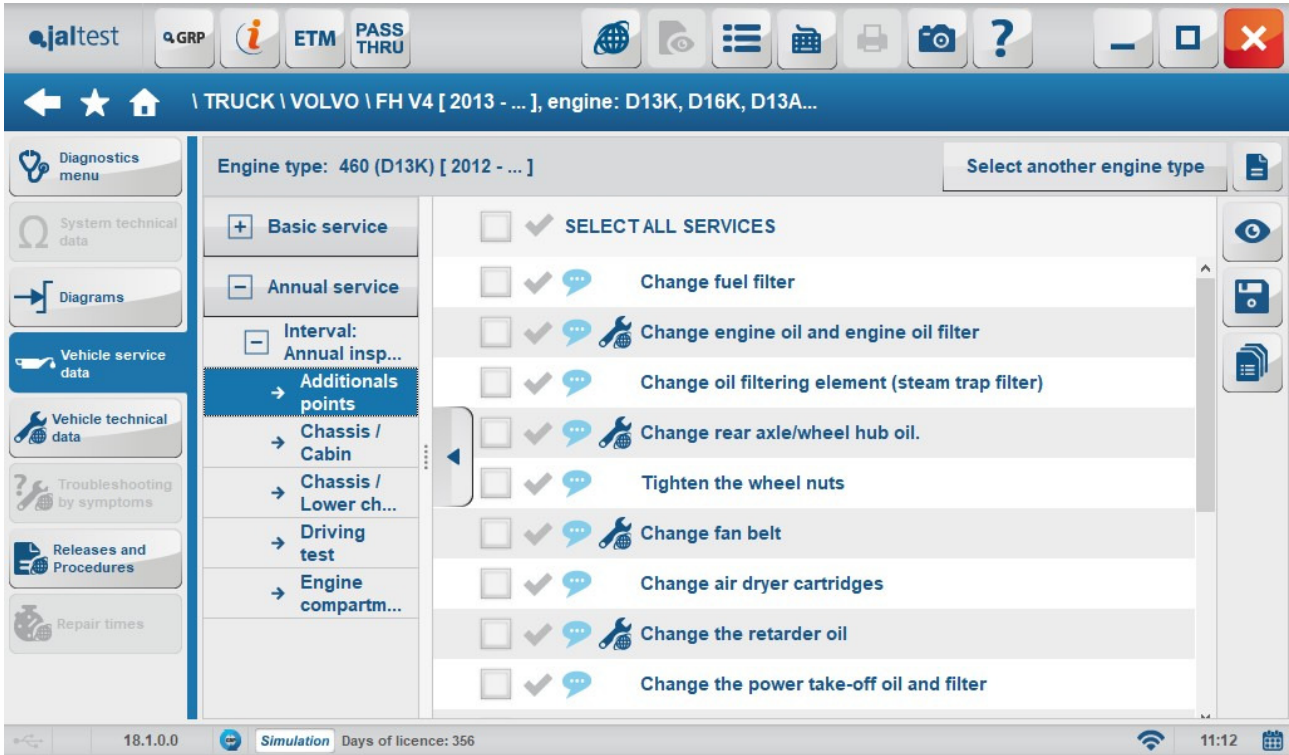 jaltest
GRP
i
ETM
PASS
THRU
?
\ TRUCK \ VOLVO \ FH V4 [ 2013 - ... ], engine: D13K, D16K, D13A...
Diagnostics
menu
System technical
data
Diagrams
Vehicle service
data
Vehicle technical
data
Troubleshooting
by symptoms
Releases and
Procedures
Repair times
Engine type: 460 (D13K) [ 2012 - ... ]
Select another engine type
Basic service
Annual service
Interval:
Annual insp...
Additionals
points
Chassis /
Cabin
Chassis /
Lower ch...
Driving
test
Engine
compartm...
SELECT ALL SERVICES
Change fuel filter
Change engine oil and engine oil filter
Change oil filtering element (steam trap filter)
Change rear axle/wheel hub oil.
Tighten the wheel nuts
Change fan belt
Change air dryer cartridges
Change the retarder oil
Change the power take-off oil and filter
18.1.0.0
Simulation
Days of licence: 356
11:12